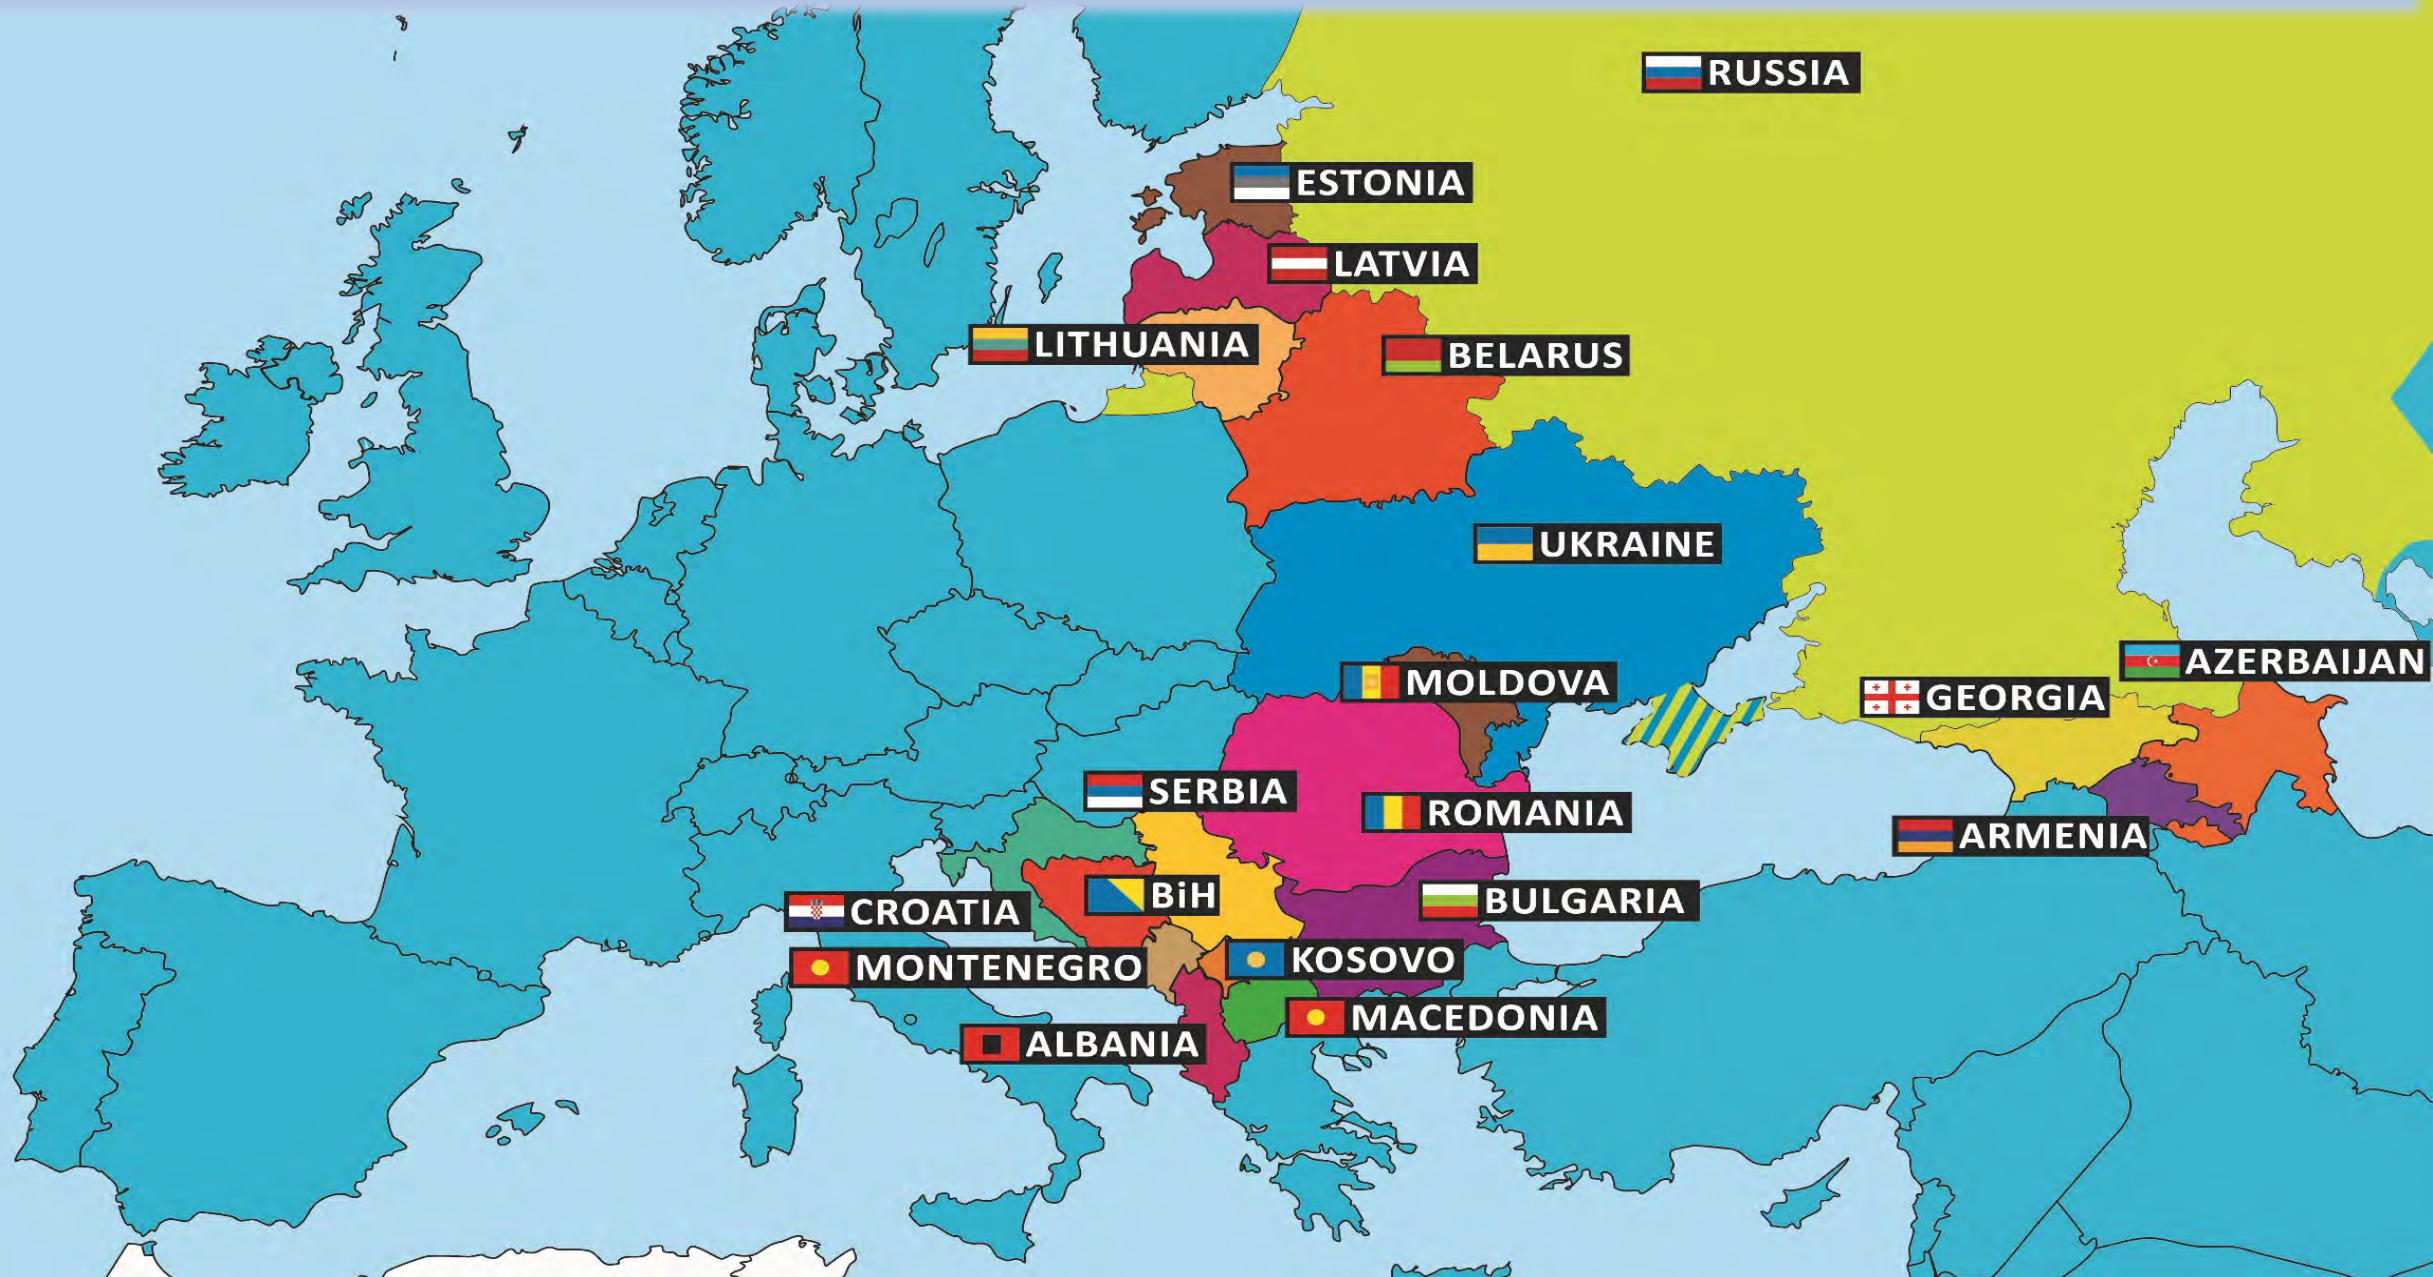 RUSSIA
ESTONIA
LATVIA
LITHUANIA
BELARUS
UKRAINE
AZERBAIJAN
MOLDOVA
GEORGIA
SERBIA
ROMANIA
ARMENIA
BiH
BULGARIA
CROATIA
KOSOVO
MONTENEGRO
MACEDONIA
ALBANIA